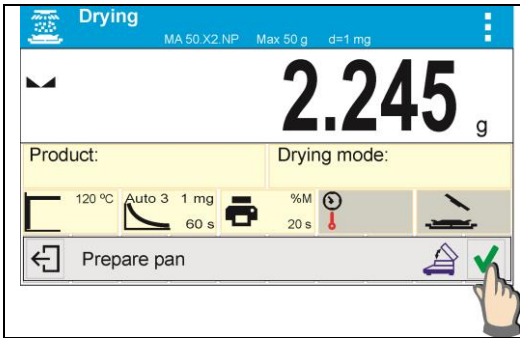 Drying
MA 50.X2.NP Max 50 g d=1 mg
2.245 g
Product: Drying mode:
120 ºC Auto 3 1 mg %M
60 s 20 s
Prepare pan